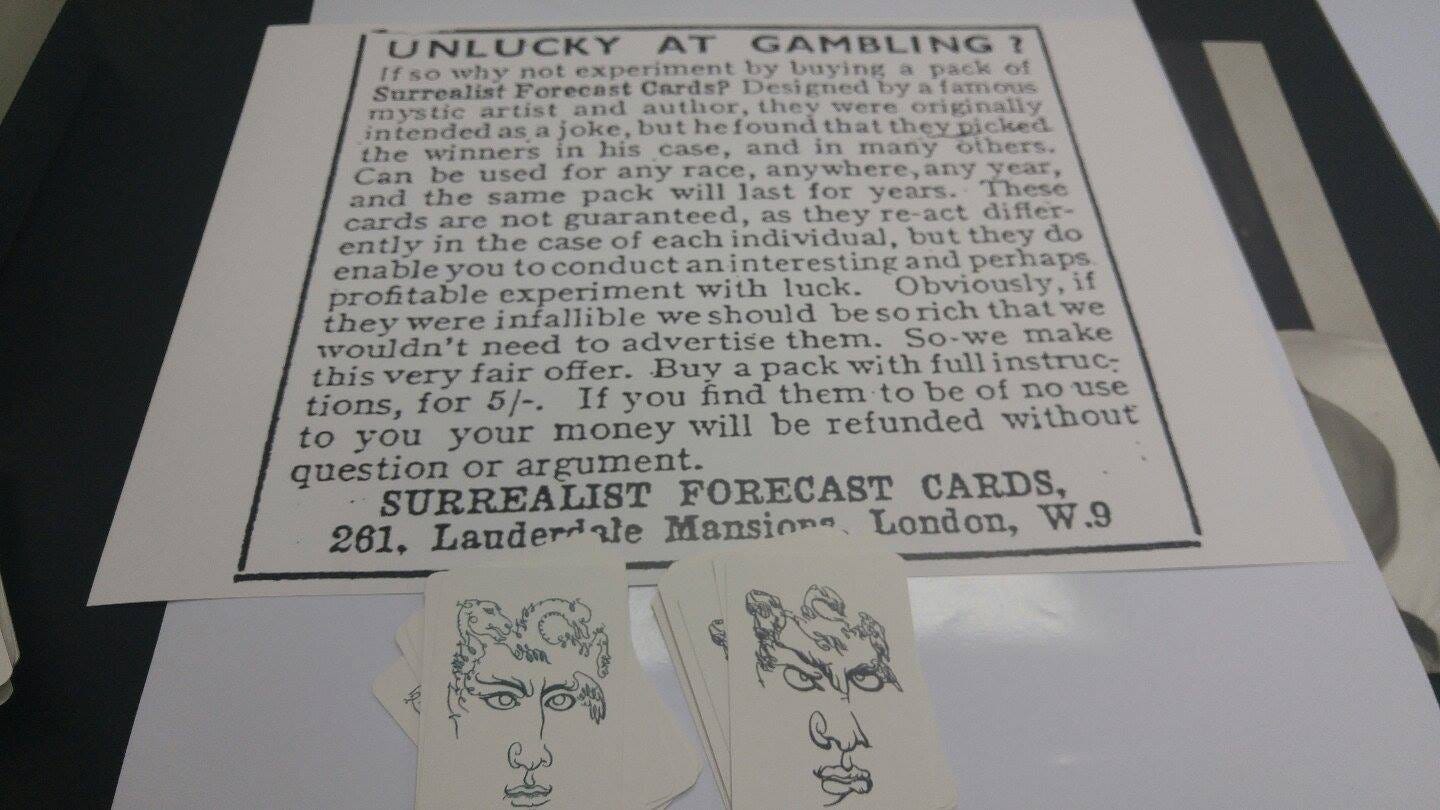 UNLUCKY AT GAMBLING ?
If so why not experiment by buying a pack of
Surrealist Forecast Cards? Designed by a famous
mystic artist and author, they were originally
intended as a joke, but he found that they picked
the winners in his case, and in many others.
Can be used for any race, anywhere, any year,
and the same pack will last for years. These
cards are not guaranteed, as they re-act differ-
ently in the case of each individual, but they do
enable you to conduct an interesting and perhaps
profitable experiment with luck. Obviously, if
they were infallible we should be so rich that we
wouldn't need to advertise them. So-we make
this very fair offer. Buy a pack with full instruc-
tions, for 5/-. If you find them to be of no use
to you your money will be refunded without
question or argument.
SURREALIST FORECAST CARDS,
261, Lauderdale Mansions, London, W.9